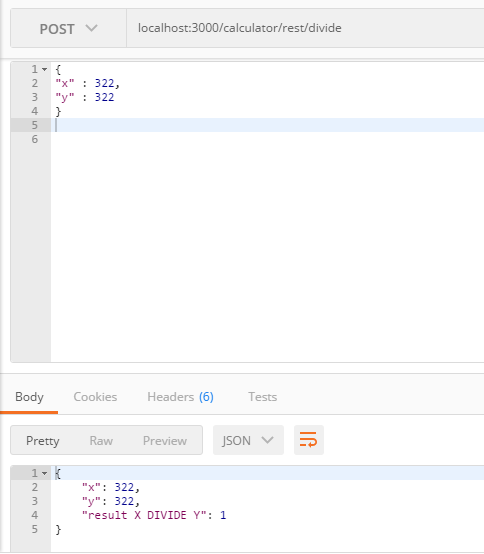 POST localhost:3000/calculator/rest/divide
1 {
2 "x" : 322,
3 "y" : 322
4 }
5
6
Body Cookies Headers (6) Tests
Pretty Raw Preview JSON
1 {
2 "x": 322,
3 "y": 322,
4 "result X DIVIDE Y": 1
5 }